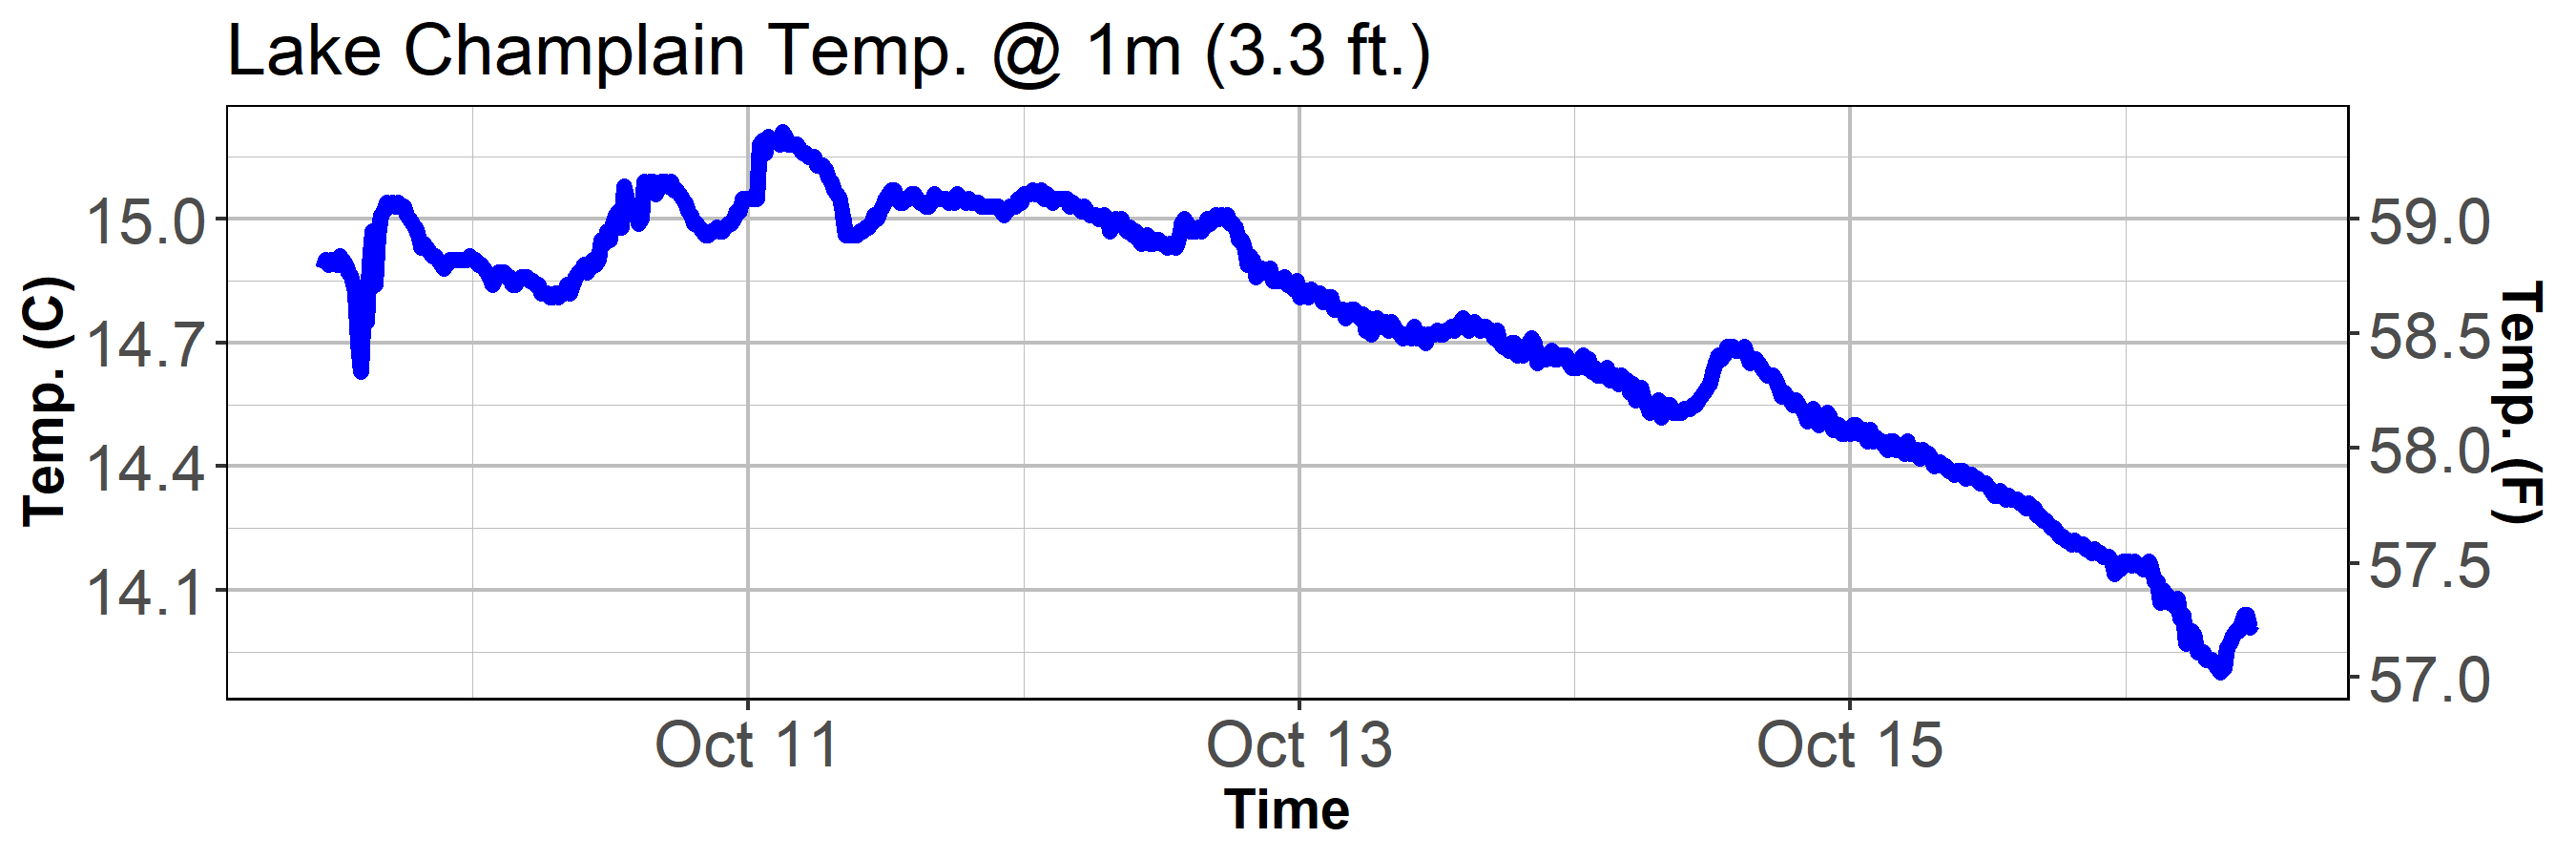 Lake Champlain Temp. @ 1m (3.3 ft.)
Temp. (C)
15.0
14.7
14.4
14.1
59.0
58.5
58.0
57.5
57.0
Temp. (F)
Oct 11 Oct 13 Oct 15
Time